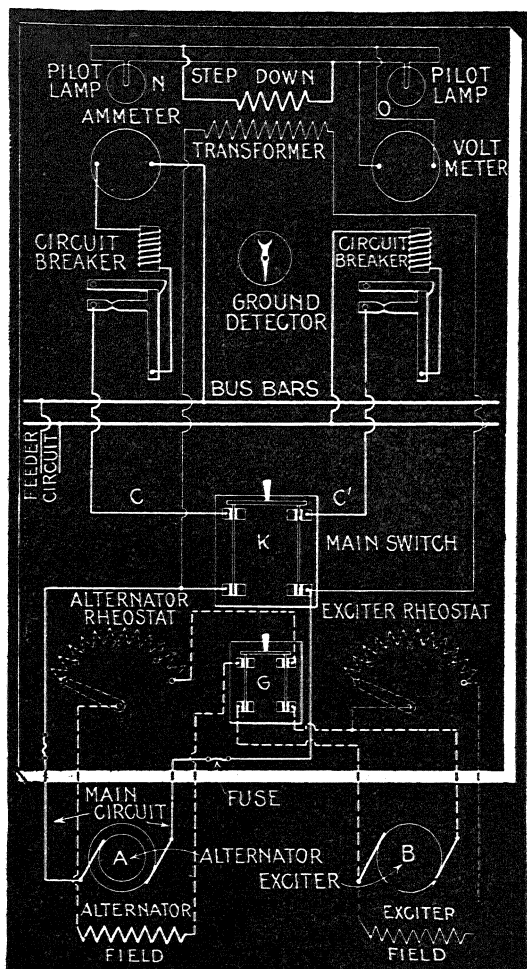 PILOT
LAMP
N
STEP DOWN
O
PILOT
LAMP
AMMETER
TRANSFORMER
VOLT
METER
CIRCUIT
BREAKER
CIRCUIT
BREAKER
GROUND
DETECTOR
BUS BARS
FEEDER
CIRCUIT
C
C'
K
MAIN SWITCH
ALTERNATOR
RHEOSTAT
EXCITER RHEOSTAT
G
FUSE
MAIN
CIRCUIT
A
ALTERNATOR
B
EXCITER
ALTERNATOR
FIELD
EXCITER
FIELD